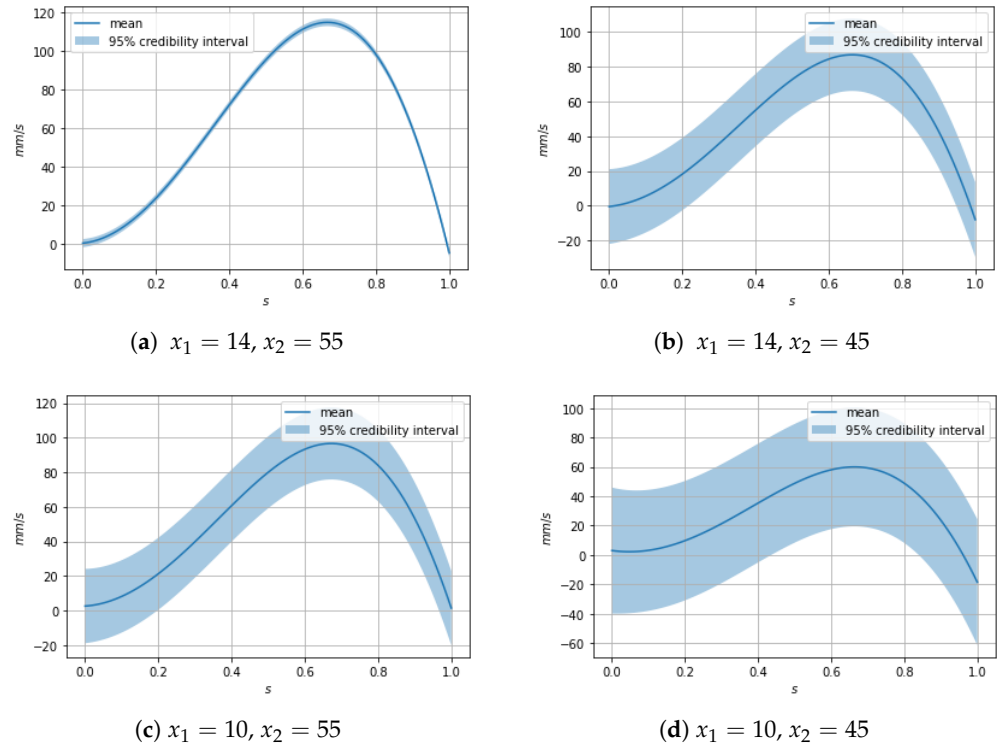 mean
95% credibility interval
120
100
80
60
40
20
0
mm/s
0.0 0.2 0.4 0.6 0.8 1.0
s
(a) x₁ = 14, x₂ = 55
mean
95% credibility interval
100
80
60
40
20
0
−20
mm/s
0.0 0.2 0.4 0.6 0.8 1.0
s
(b) x₁ = 14, x₂ = 45
mean
95% credibility interval
120
100
80
60
40
20
0
−20
mm/s
0.0 0.2 0.4 0.6 0.8 1.0
s
(c) x₁ = 10, x₂ = 55
mean
95% credibility interval
100
80
60
40
20
0
−20
−40
−60
mm/s
0.0 0.2 0.4 0.6 0.8 1.0
s
(d) x₁ = 10, x₂ = 45